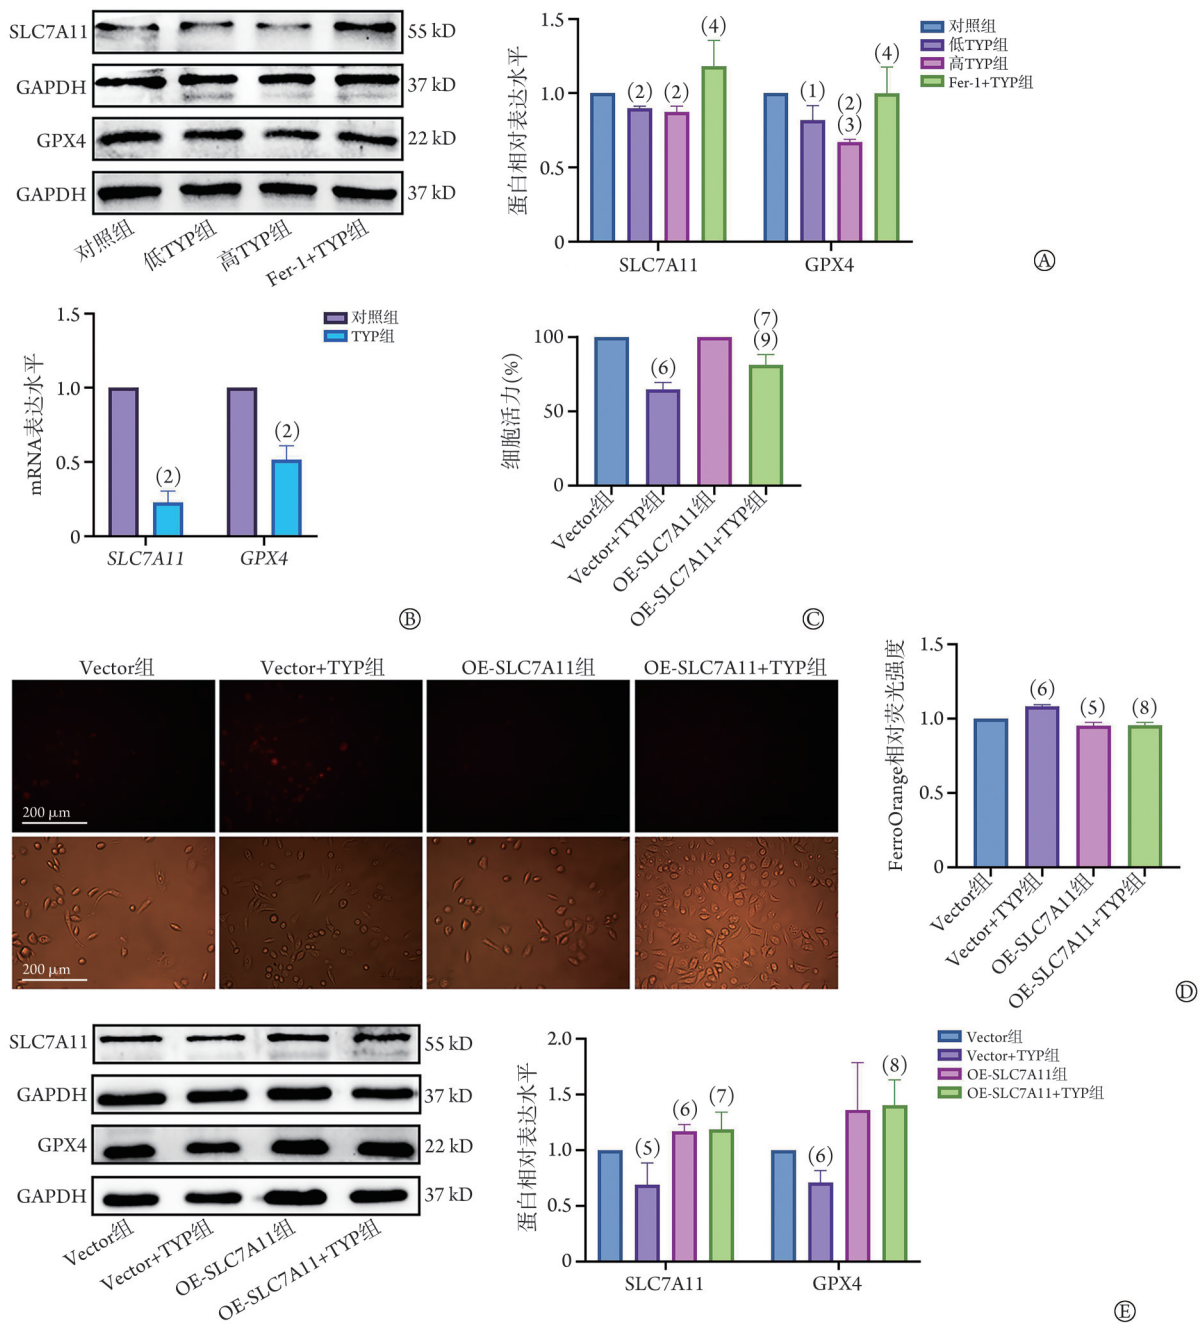 SLC7A11
55 kD
GAPDH
37 kD
GPX4
22 kD
GAPDH
37 kD
对照组
低TYP组
高TYP组
Fer-1+TYP组
蛋白相对表达水平
1.5
1.0
0.5
0
(2)
(2)
(4)
(1)
(2)
(3)
(4)
SLC7A11
GPX4
对照组
低TYP组
高TYP组
Fer-1+TYP组
Ⓐ
mRNA表达水平
1.5
1.0
0.5
0
(2)
(2)
SLC7A11
GPX4
对照组
TYP组
Ⓑ
细胞活力(%)
100
50
0
(6)
(7)
(9)
Vector组
Vector+TYP组
OE-SLC7A11组
OE-SLC7A11+TYP组
Ⓒ
Vector组
Vector+TYP组
OE-SLC7A11组
OE-SLC7A11+TYP组
200 μm
200 μm
FerroOrange相对荧光强度
1.5
1.0
0.5
0
(6)
(5)
(8)
Vector组
Vector+TYP组
OE-SLC7A11组
OE-SLC7A11+TYP组
Ⓓ
SLC7A11
55 kD
GAPDH
37 kD
GPX4
22 kD
GAPDH
37 kD
Vector组
Vector+TYP组
OE-SLC7A11组
OE-SLC7A11+TYP组
蛋白相对表达水平
2.0
1.5
1.0
0.5
0
(5)
(6)
(7)
(6)
(8)
SLC7A11
GPX4
Vector组
Vector+TYP组
OE-SLC7A11组
OE-SLC7A11+TYP组
Ⓔ